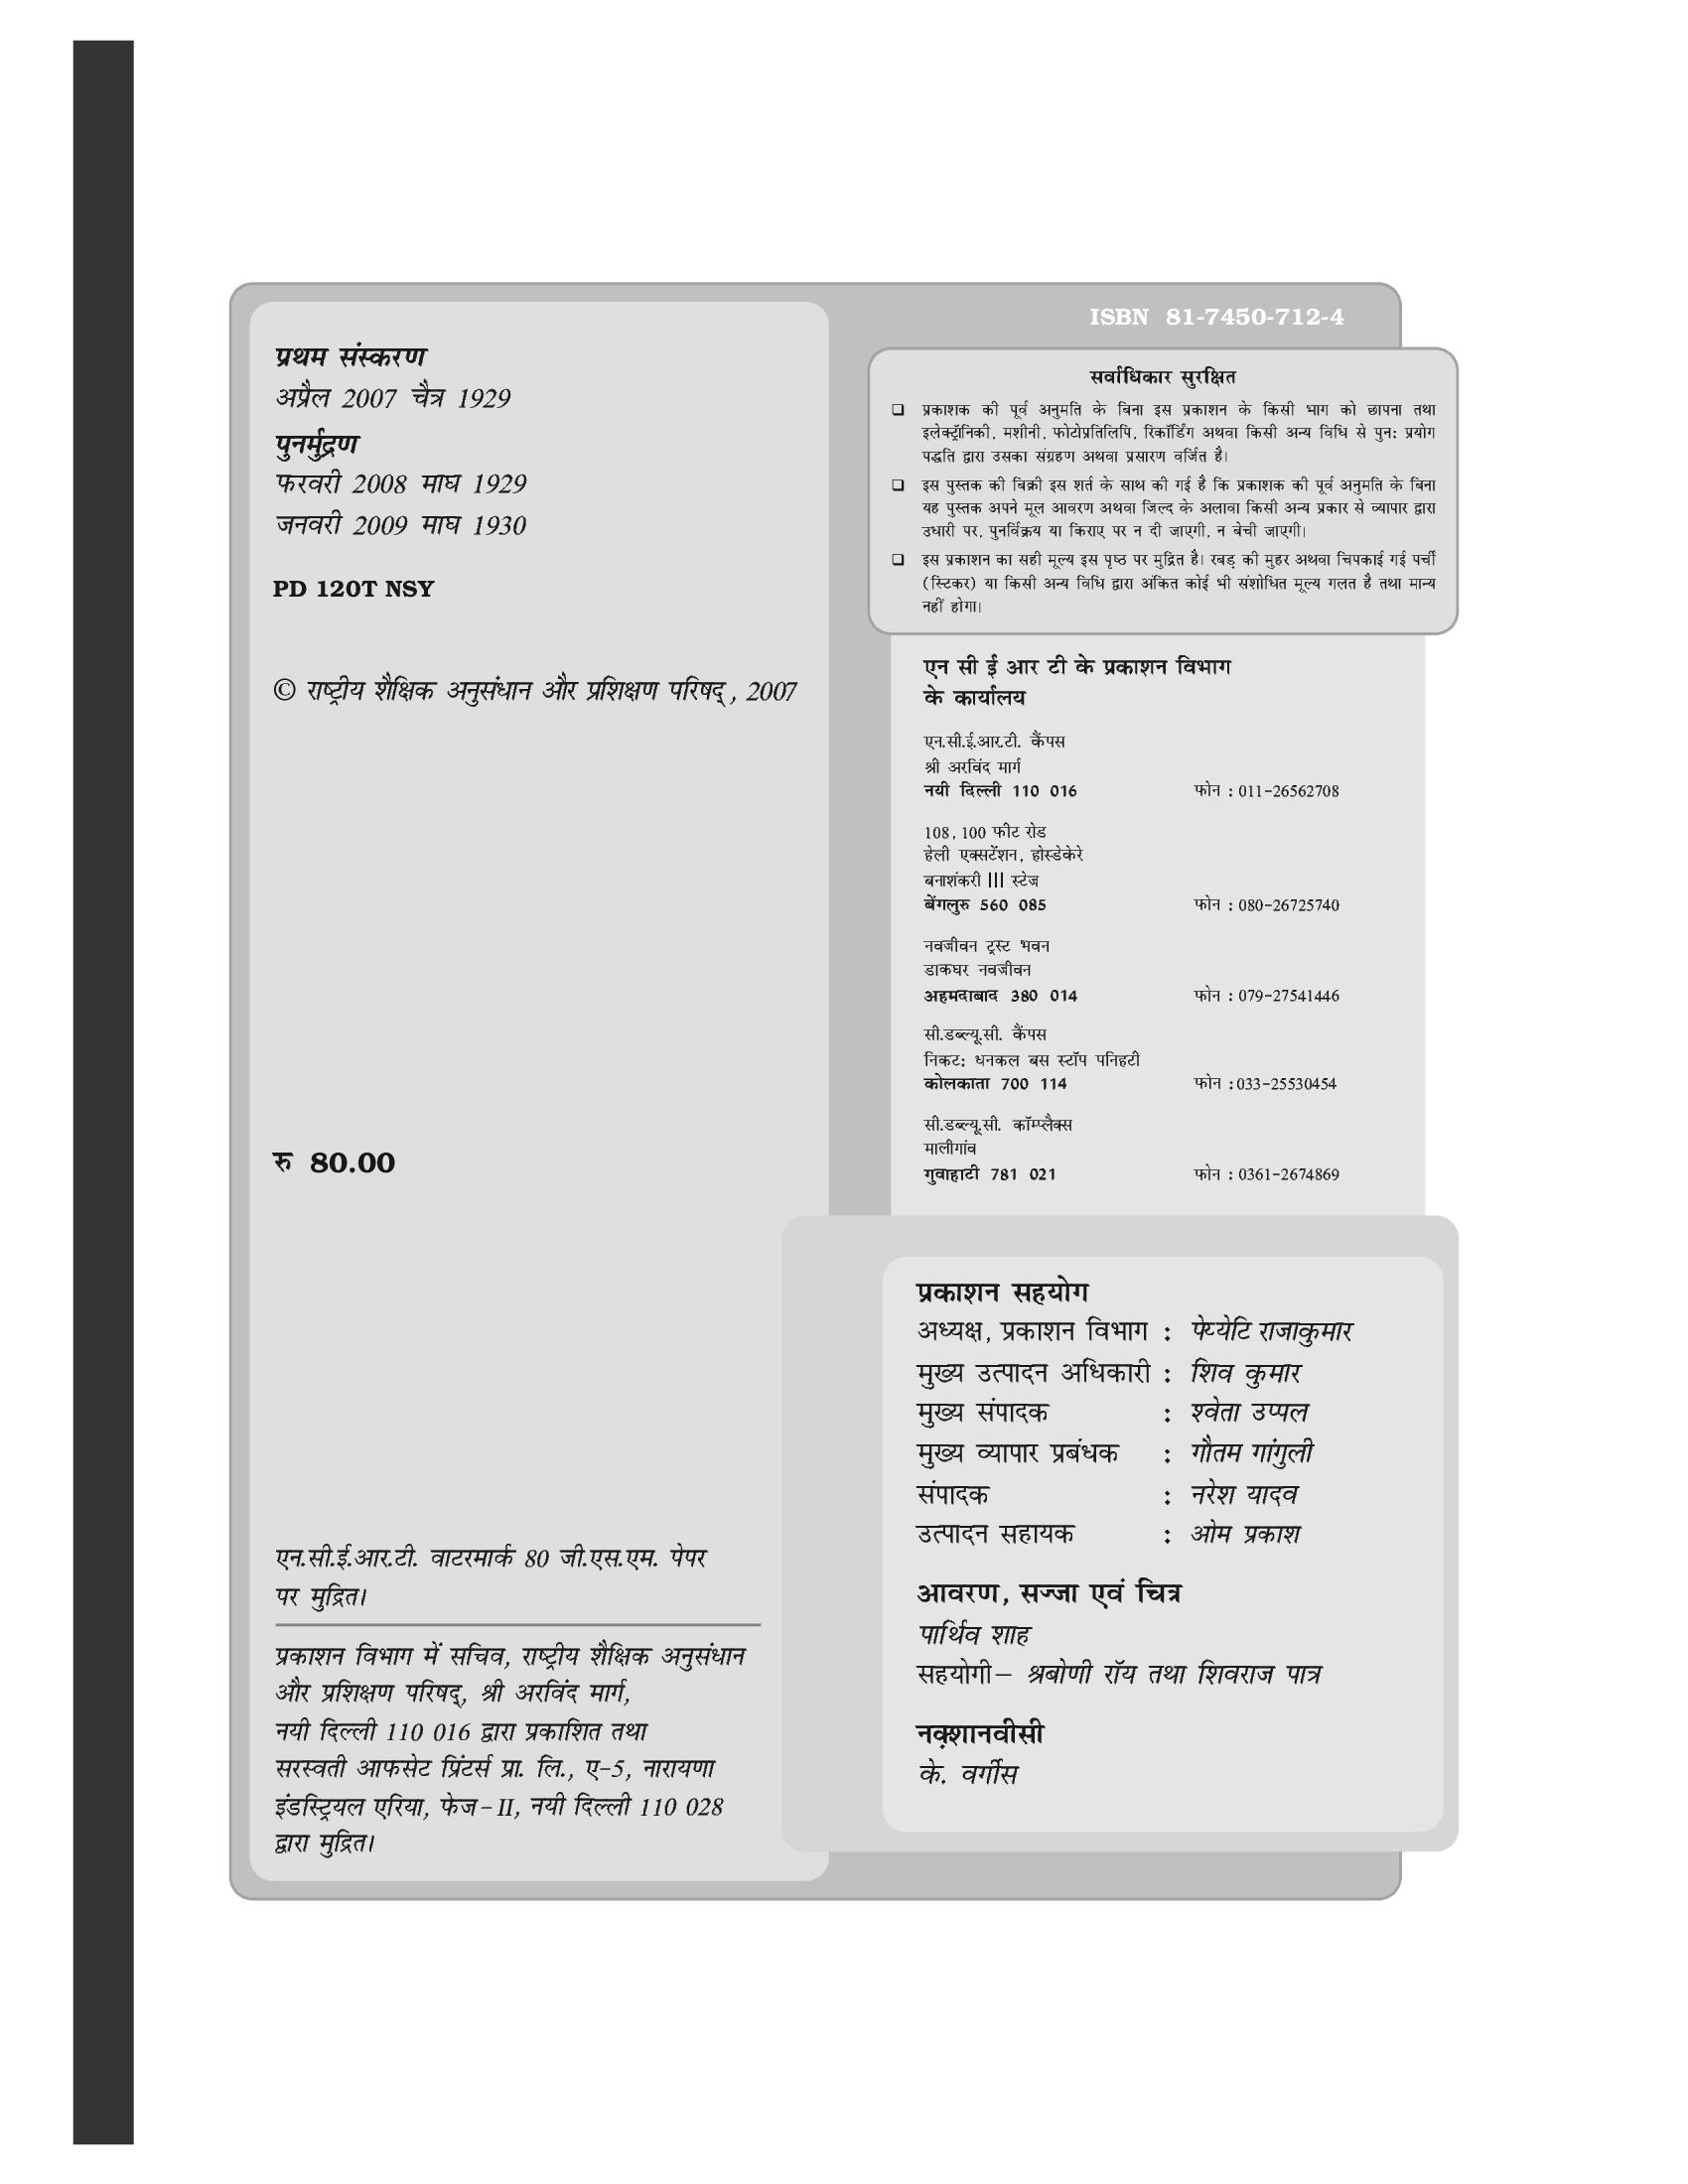 प्रथम संस्करण
अप्रैल 2007 चैत्र 1929
पुनर्मुद्रण
फरवरी 2008 माघ 1929
जनवरी 2009 माघ 1930
PD 120T NSY
© राष्ट्रीय शैक्षिक अनुसंधान और प्रशिक्षण परिषद्, 2007
रु 80.00
एन.सी.ई.आर.टी. वाटरमार्क 80 जी.एस.एम. पेपर
पर मुद्रित।
प्रकाशन विभाग में सचिव, राष्ट्रीय शैक्षिक अनुसंधान
और प्रशिक्षण परिषद्, श्री अरविंद मार्ग,
नयी दिल्ली 110 016 द्वारा प्रकाशित तथा
सरस्वती आफसेट प्रिंटर्स प्रा. लि., ए-5, नारायणा
इंडस्ट्रियल एरिया, फेज-II, नयी दिल्ली 110 028
द्वारा मुद्रित।
ISBN 81-7450-712-4
सर्वाधिकार सुरक्षित
❑ प्रकाशक की पूर्व अनुमति के बिना इस प्रकाशन के किसी भाग को छापना तथा
इलेक्ट्रॉनिकी, मशीनी, फोटोप्रतिलिपि, रिकॉर्डिंग अथवा किसी अन्य विधि से पुन: प्रयोग
पद्धति द्वारा उसका संग्रहण अथवा प्रसारण वर्जित है।
❑ इस पुस्तक की बिक्री इस शर्त के साथ की गई है कि प्रकाशक की पूर्व अनुमति के बिना
यह पुस्तक अपने मूल आवरण अथवा जिल्द के अलावा किसी अन्य प्रकार से व्यापार द्वारा
उधारी पर, पुनर्विक्रय या किराए पर न दी जाएगी, न बेची जाएगी।
❑ इस प्रकाशन का सही मूल्य इस पृष्ठ पर मुद्रित है। रबड़ की मुहर अथवा चिपकाई गई पर्ची
(स्टिकर) या किसी अन्य विधि द्वारा अंकित कोई भी संशोधित मूल्य गलत है तथा मान्य
नहीं होगा।
एन सी ई आर टी के प्रकाशन विभाग
के कार्यालय
एन.सी.ई.आर.टी. कैंपस
श्री अरविंद मार्ग
नयी दिल्ली 110 016 फोन : 011-26562708
108, 100 फीट रोड
हेली एक्सटेंशन, होस्डेकेरे
बनाशंकरी III स्टेज
बेंगलुरु 560 085 फोन : 080-26725740
नवजीवन ट्रस्ट भवन
डाकघर नवजीवन
अहमदाबाद 380 014 फोन : 079-27541446
सी.डब्ल्यू.सी. कैंपस
निकट: धनकल बस स्टॉप पनिहटी
कोलकाता 700 114 फोन : 033-25530454
सी.डब्ल्यू.सी. कॉम्प्लैक्स
मालीगांव
गुवाहाटी 781 021 फोन : 0361-2674869
प्रकाशन सहयोग
अध्यक्ष, प्रकाशन विभाग : पेय्येटि राजाकुमार
मुख्य उत्पादन अधिकारी : शिव कुमार
मुख्य संपादक : श्वेता उप्पल
मुख्य व्यापार प्रबंधक : गौतम गांगुली
संपादक : नरेश यादव
उत्पादन सहायक : ओम प्रकाश
आवरण, सज्जा एवं चित्र
पार्थिव शाह
सहयोगी– श्रबोणी रॉय तथा शिवराज पात्र
नक़्शानवीसी
के. वर्गीस